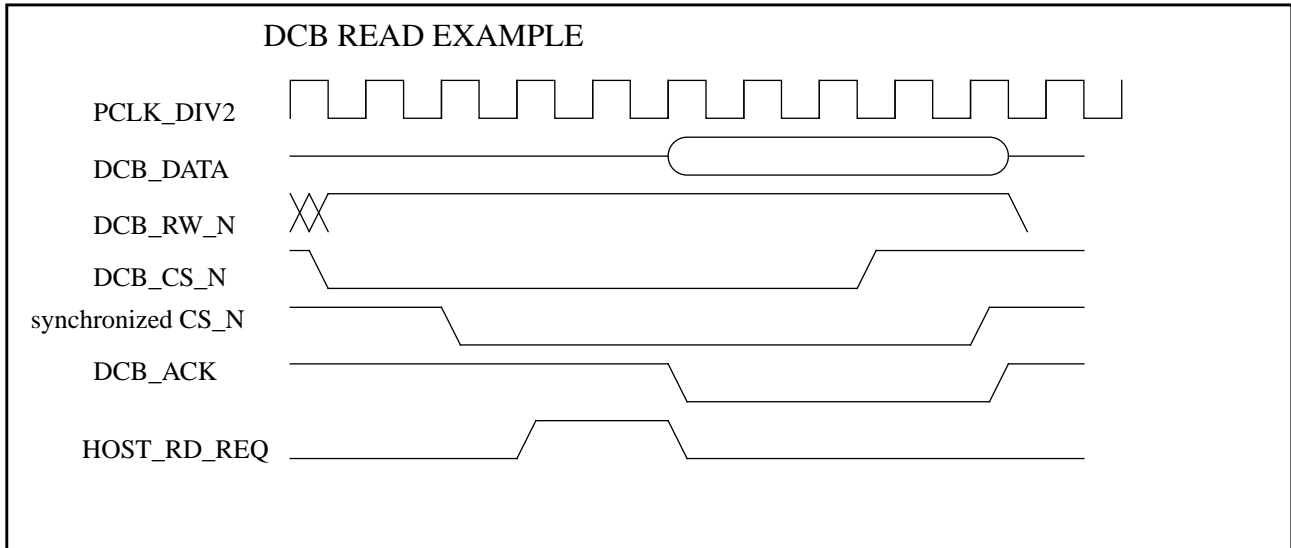 DCB READ EXAMPLE
PCLK_DIV2
DCB_DATA
DCB_RW_N
DCB_CS_N
synchronized CS_N
DCB_ACK
HOST_RD_REQ